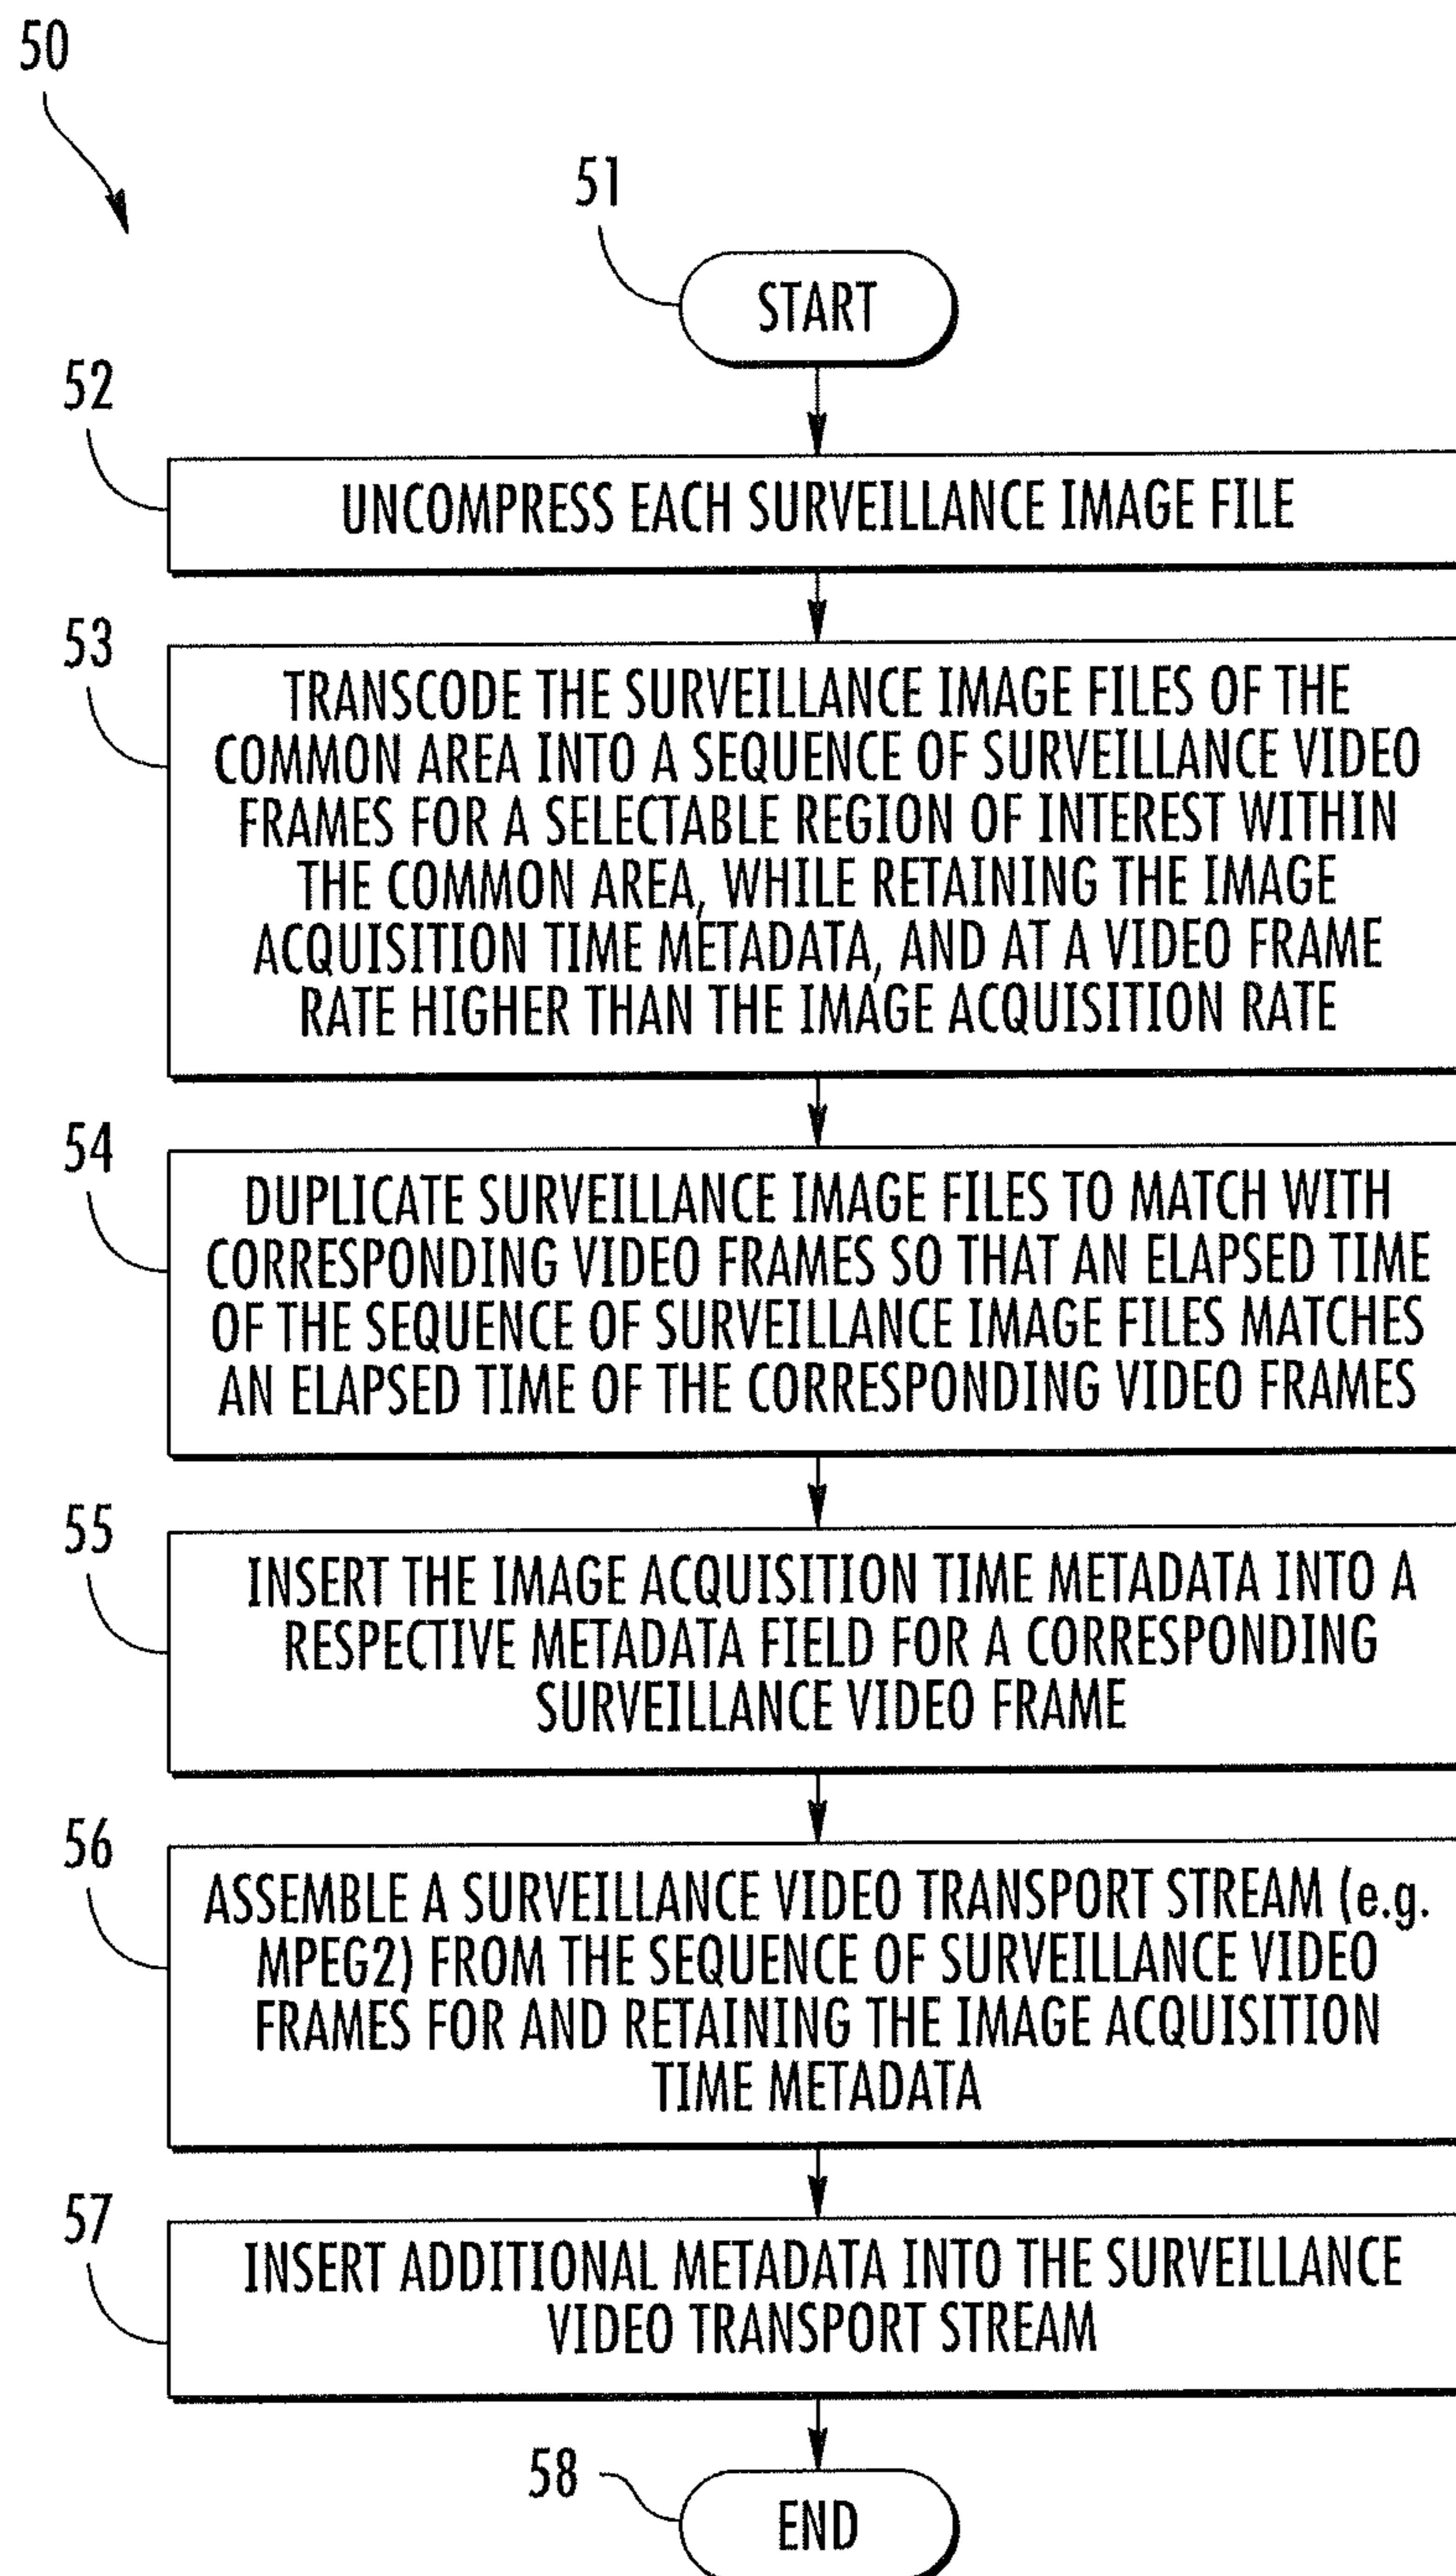 50
51
START
52
UNCOMPRESS EACH SURVEILLANCE IMAGE FILE
53
TRANSCODE THE SURVEILLANCE IMAGE FILES OF THE
COMMON AREA INTO A SEQUENCE OF SURVEILLANCE VIDEO
FRAMES FOR A SELECTABLE REGION OF INTEREST WITHIN
THE COMMON AREA, WHILE RETAINING THE IMAGE
ACQUISITION TIME METADATA, AND AT A VIDEO FRAME
RATE HIGHER THAN THE IMAGE ACQUISITION RATE
54
DUPLICATE SURVEILLANCE IMAGE FILES TO MATCH WITH
CORRESPONDING VIDEO FRAMES SO THAT AN ELAPSED TIME
OF THE SEQUENCE OF SURVEILLANCE IMAGE FILES MATCHES
AN ELAPSED TIME OF THE CORRESPONDING VIDEO FRAMES
55
INSERT THE IMAGE ACQUISITION TIME METADATA INTO A
RESPECTIVE METADATA FIELD FOR A CORRESPONDING
SURVEILLANCE VIDEO FRAME
56
ASSEMBLE A SURVEILLANCE VIDEO TRANSPORT STREAM (e.g.
MPEG2) FROM THE SEQUENCE OF SURVEILLANCE VIDEO
FRAMES FOR AND RETAINING THE IMAGE ACQUISITION
TIME METADATA
57
INSERT ADDITIONAL METADATA INTO THE SURVEILLANCE
VIDEO TRANSPORT STREAM
58
END